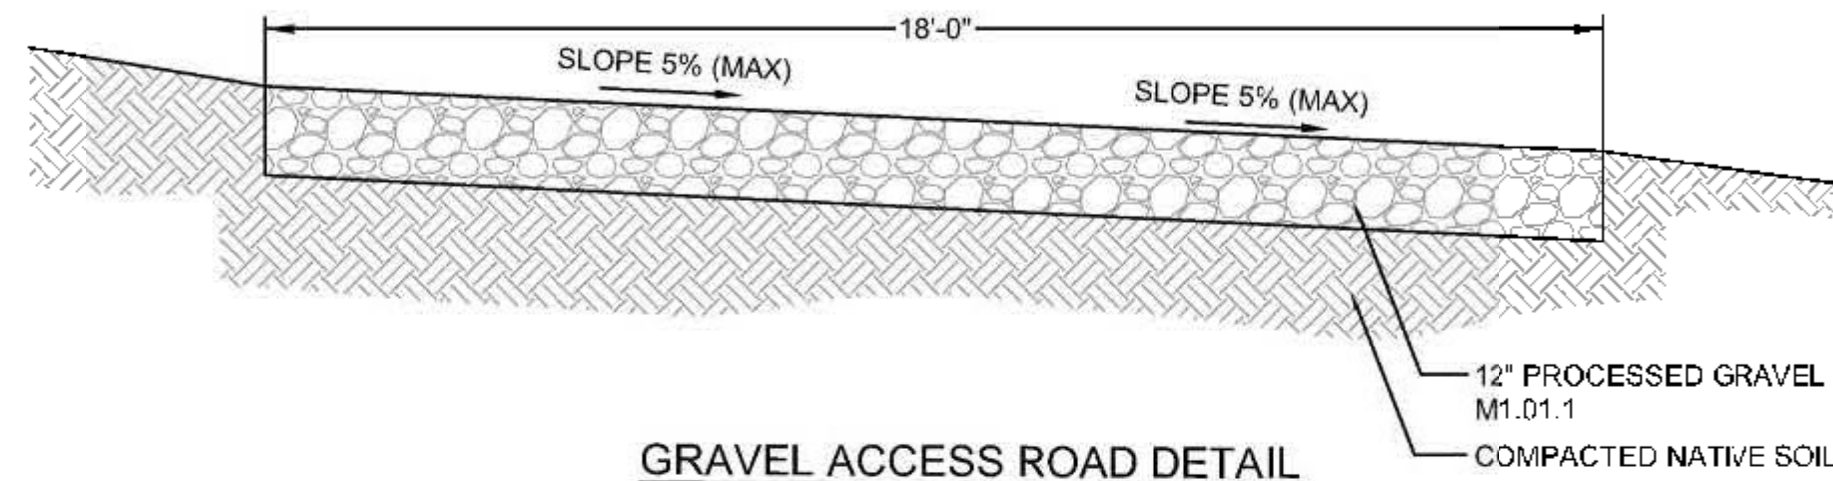 18'-0"
SLOPE 5% (MAX)
SLOPE 5% (MAX)
12" PROCESSED GRAVEL
M1.01.1
COMPACTED NATIVE SOIL
GRAVEL ACCESS ROAD DETAIL